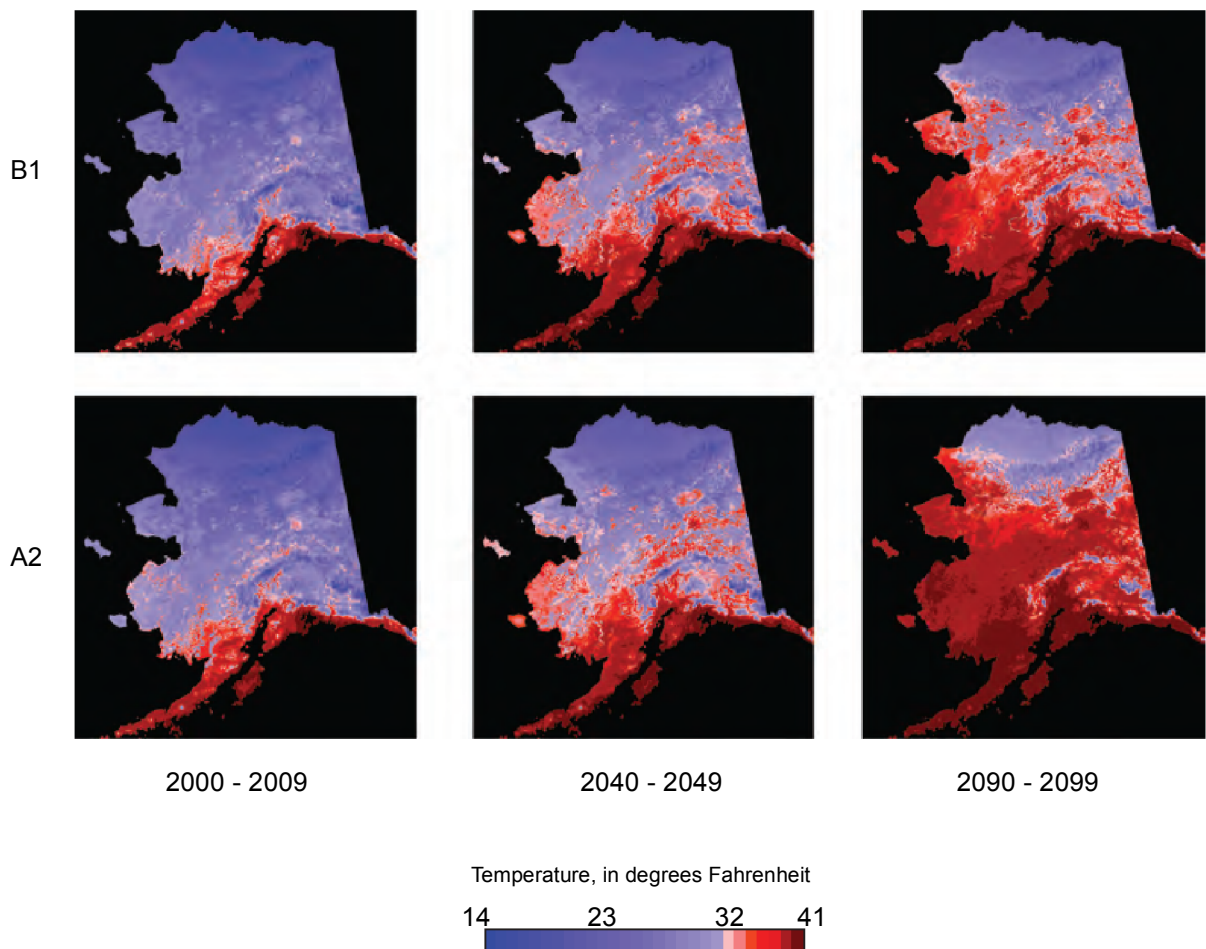 B1
A2
2000 - 2009 2040 - 2049 2090 - 2099
Temperature, in degrees Fahrenheit
14 23 32 41